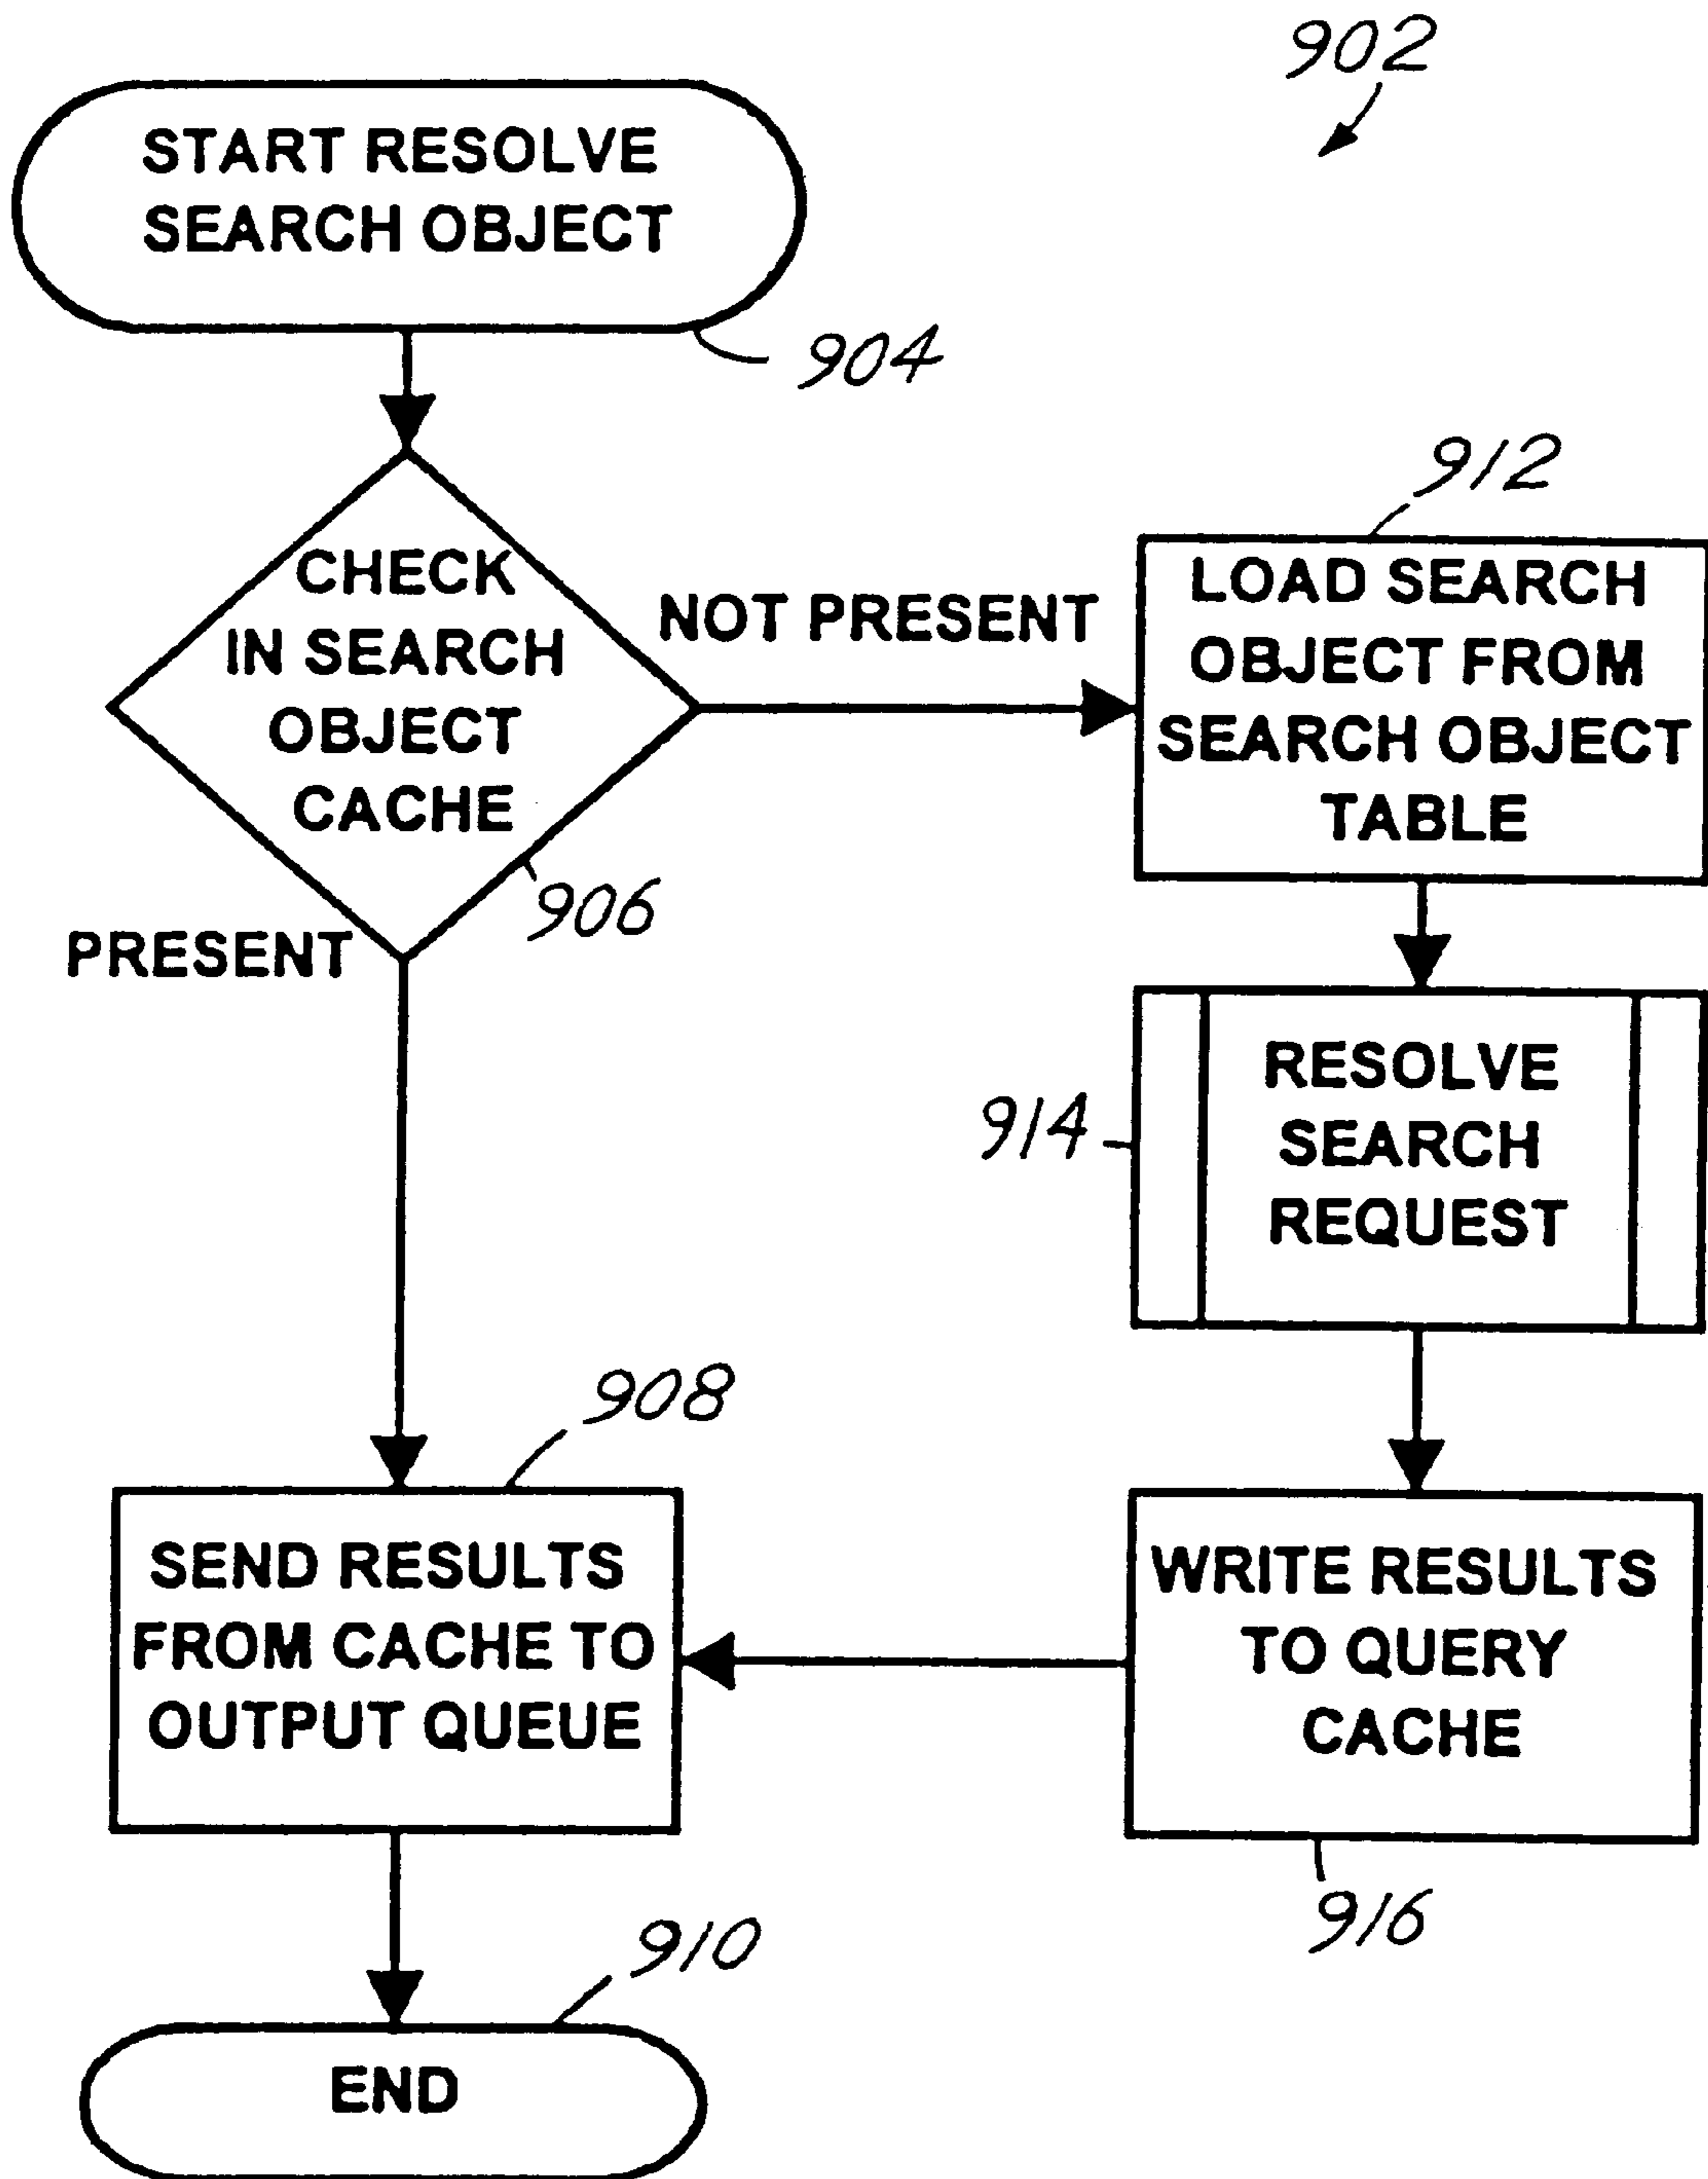 902
START RESOLVE
SEARCH OBJECT
904
CHECK
IN SEARCH
OBJECT
CACHE
906
NOT PRESENT
PRESENT
912
LOAD SEARCH
OBJECT FROM
SEARCH OBJECT
TABLE
914
RESOLVE
SEARCH
REQUEST
908
SEND RESULTS
FROM CACHE TO
OUTPUT QUEUE
WRITE RESULTS
TO QUERY
CACHE
916
910
END